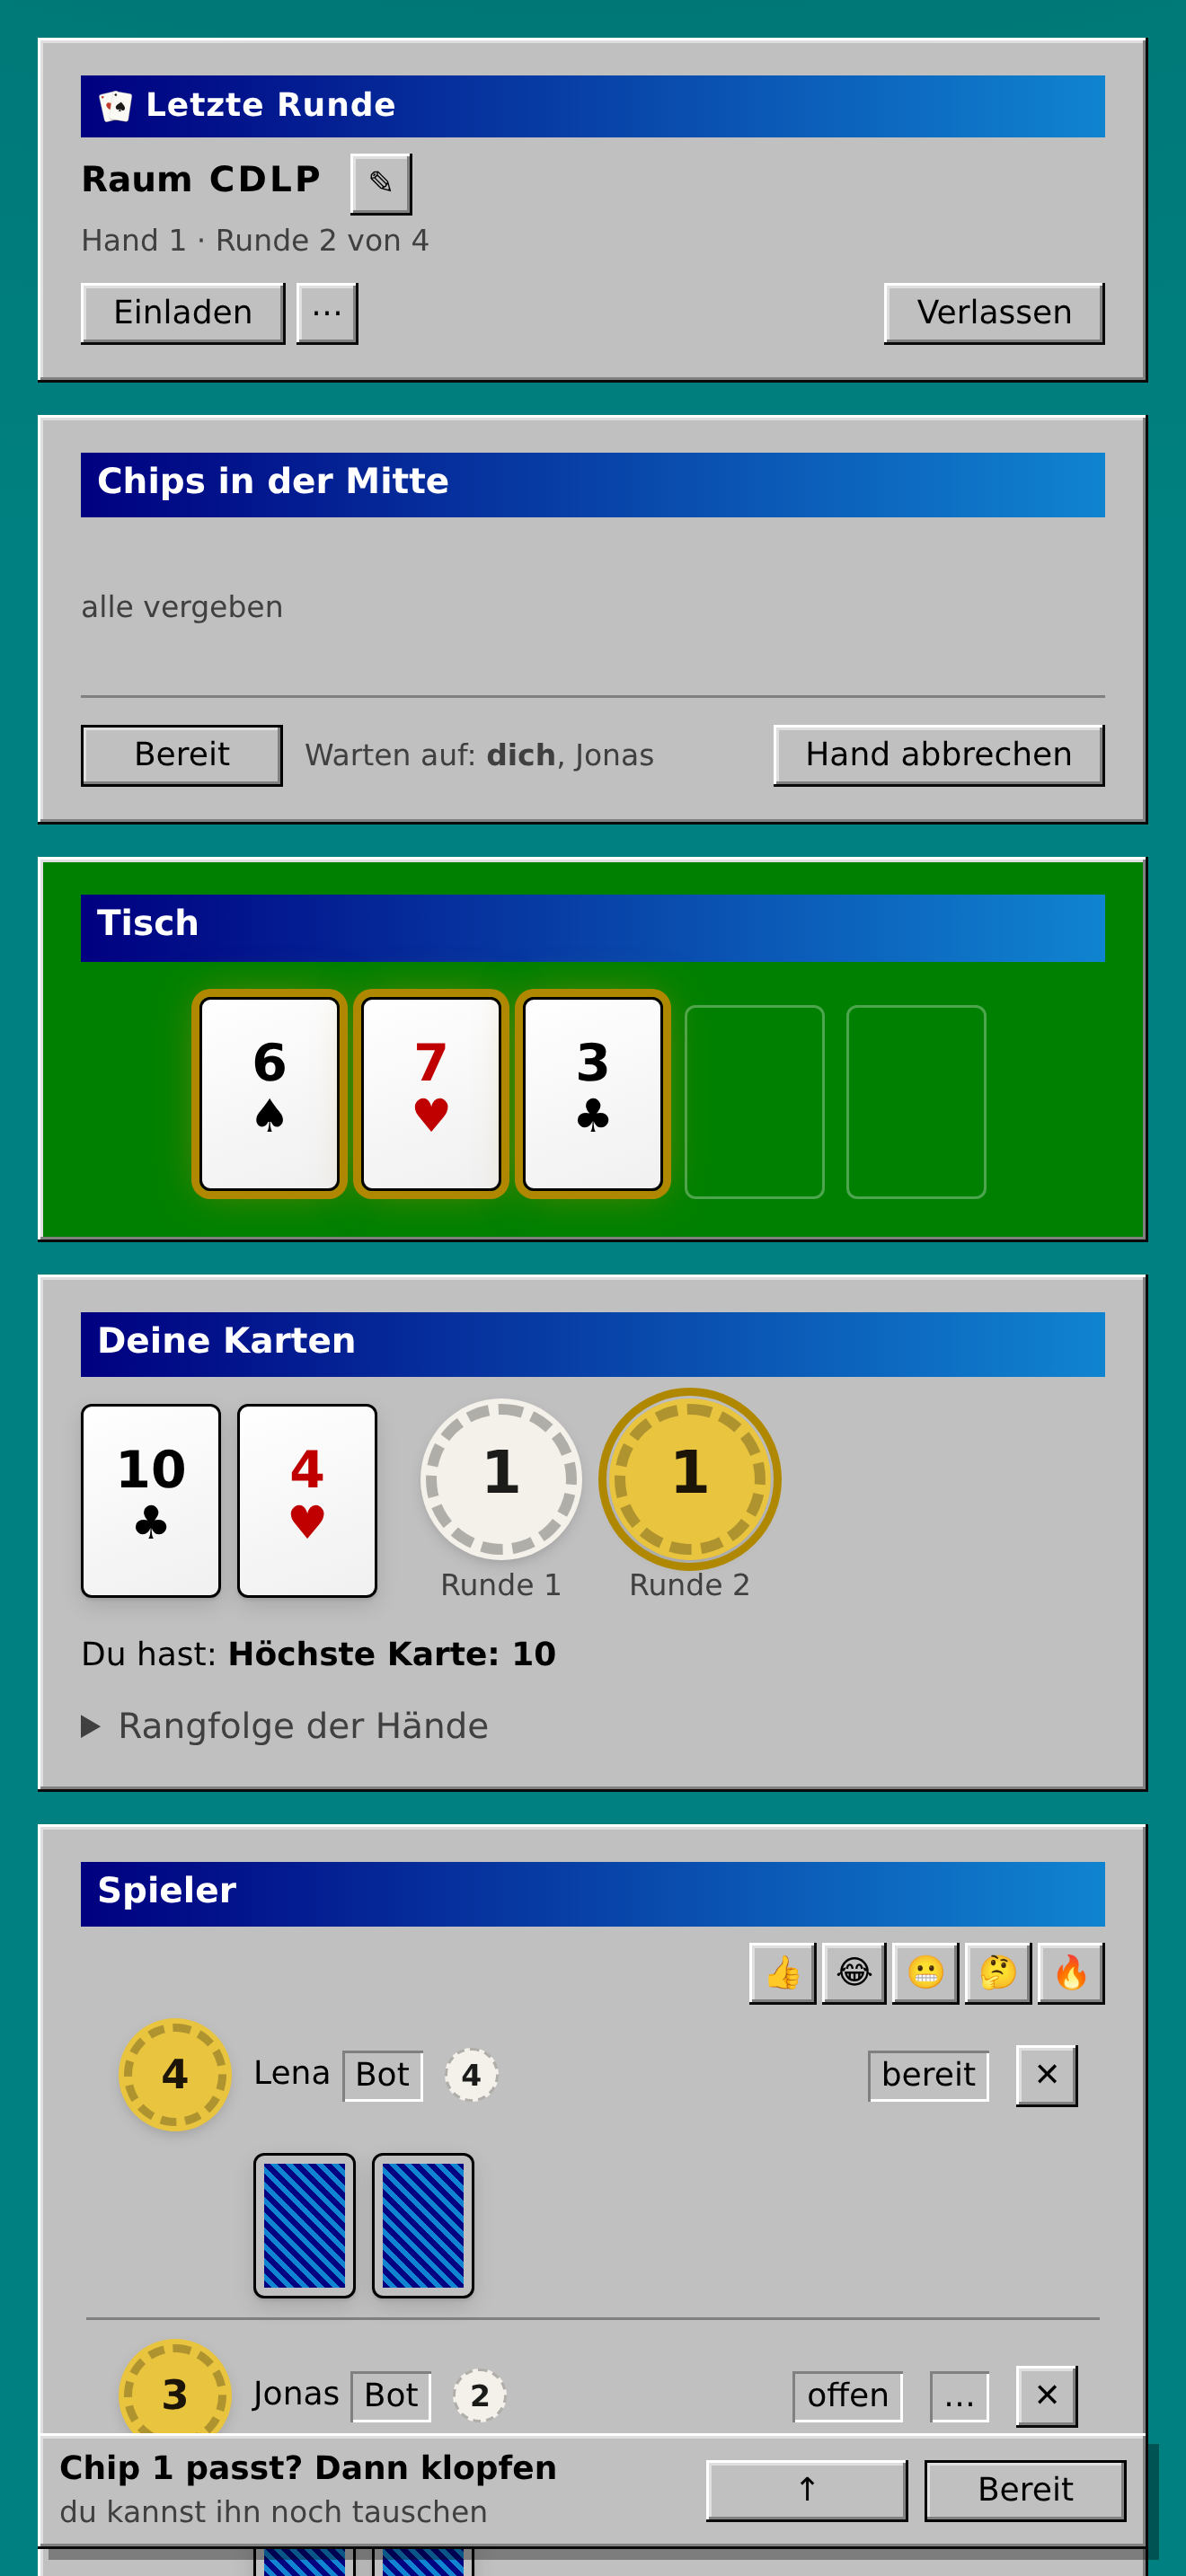 Letzte Runde
Raum CDLP ✎
Hand 1 · Runde 2 von 4
Einladen ... Verlassen
Chips in der Mitte
alle vergeben
Bereit Warten auf: dich, Jonas Hand abbrechen
Tisch
6 7 3
♠ ♥ ♣
Deine Karten
10 4 1 1
♣ ♥
Runde 1 Runde 2
Du hast: Höchste Karte: 10
▶ Rangfolge der Hände
Spieler
👍 😂 😬 🤔 🔥
4 Lena Bot 4 bereit ✕
3 Jonas Bot 2 offen ... ✕
Chip 1 passt? Dann klopfen
du kannst ihn noch tauschen
↑ Bereit